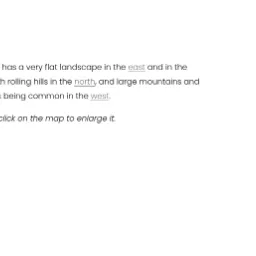 has a very flat landscape in the east and in the
rolling hills in the north, and large mountains and
being common in the west.
click on the map to enlarge it.